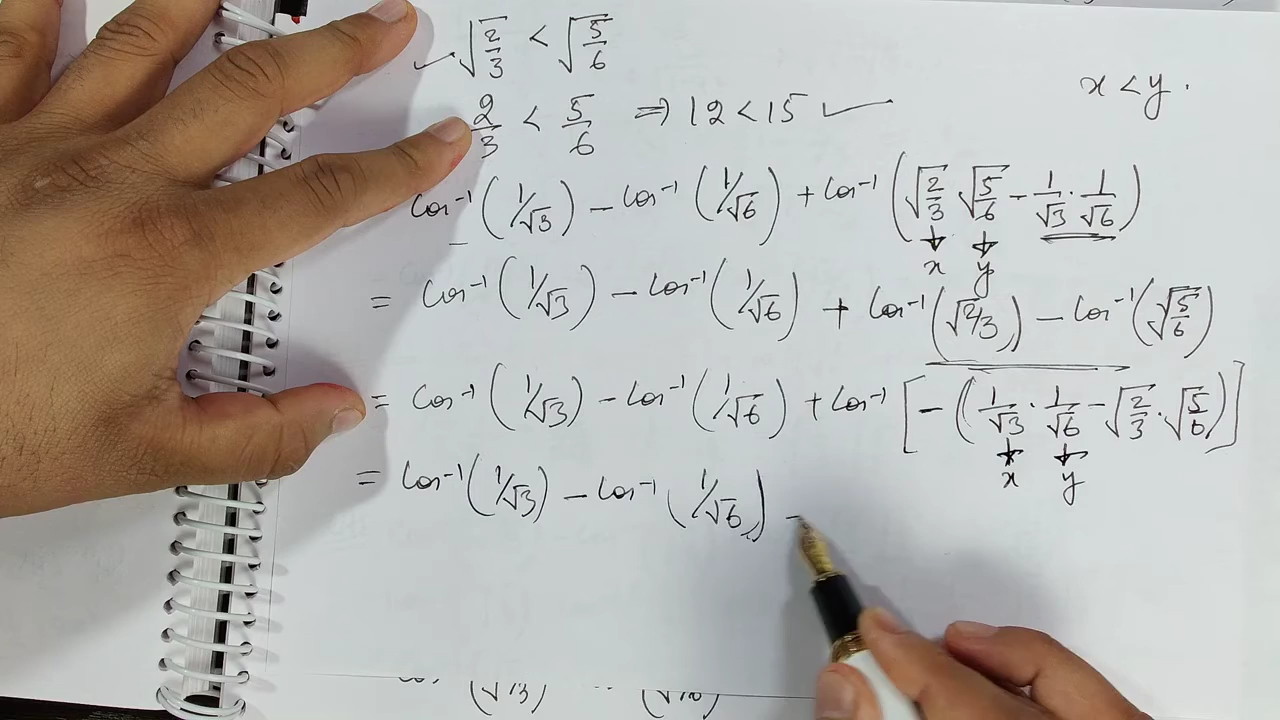 √2/3 < √5/6
x < y .
2/3 < 5/6 ⇒ 12 < 15 ✓
Cos⁻¹ (1/√3) − Cos⁻¹ (1/√6) + Cos⁻¹ (√2/3 √5/6 − 1/√3 · 1/√6)
x y
= Cos⁻¹ (1/√3) − Cos⁻¹ (1/√6) + Cos⁻¹ (√2/3) − Cos⁻¹ (√5/6)
= Cos⁻¹ (1/√3) − Cos⁻¹ (1/√6) + Cos⁻¹ [− (1/√3 · 1/√6 − √2/3 · √5/6)]
x y
= Cos⁻¹ (1/√3) − Cos⁻¹ (1/√6) −